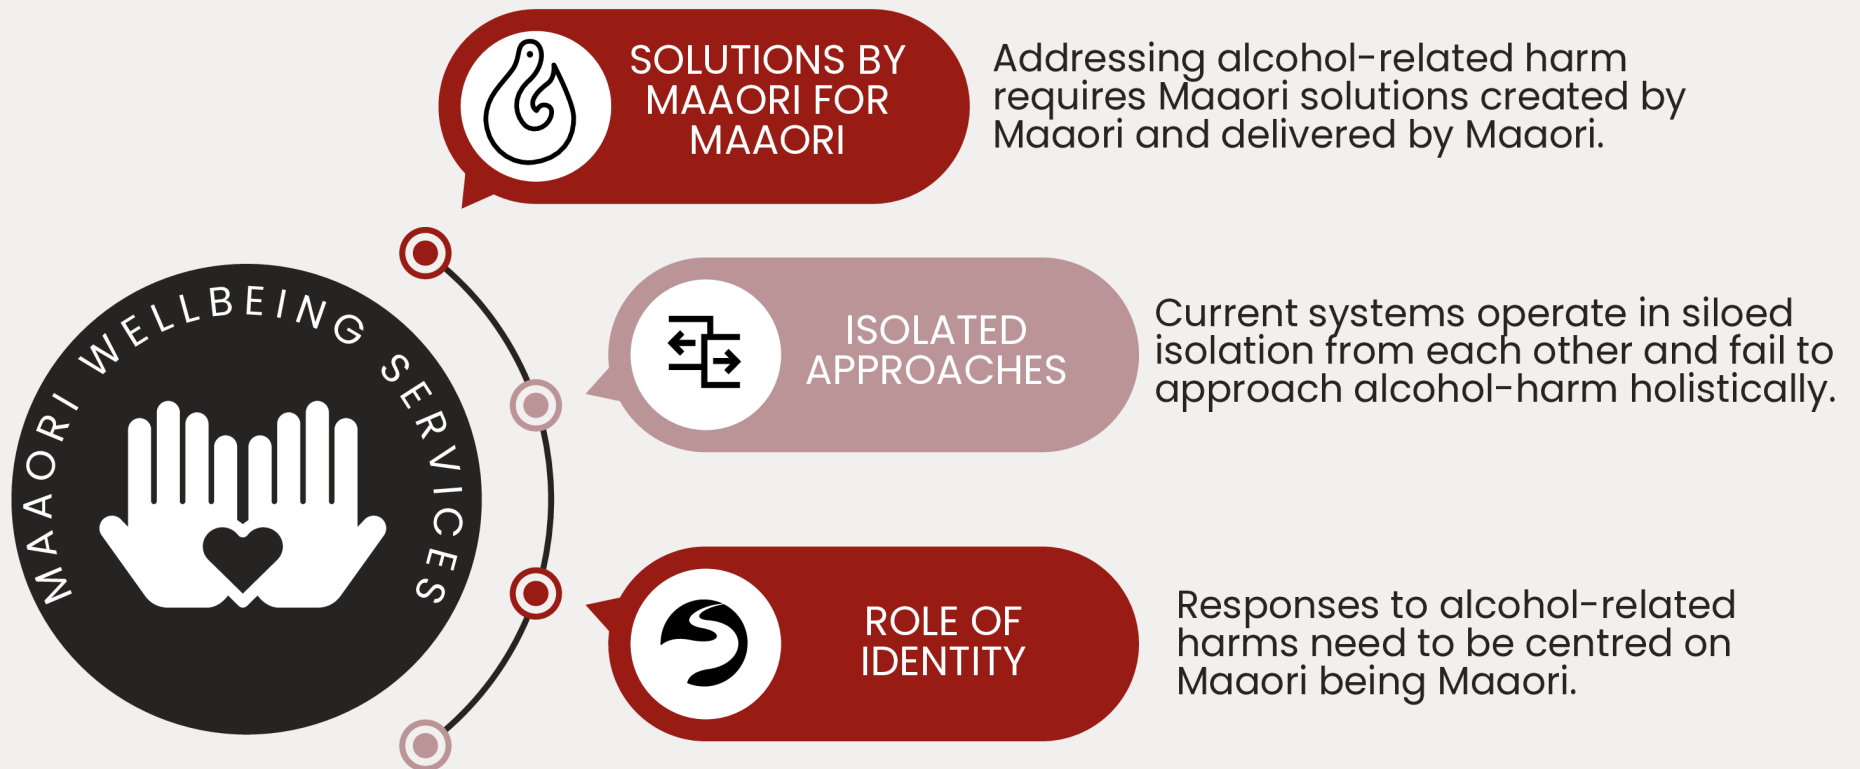 MAAORI WELLBEING SERVICES
SOLUTIONS BY
MAAORI FOR
MAAORI
Addressing alcohol-related harm
requires Maaori solutions created by
Maaori and delivered by Maaori.
ISOLATED
APPROACHES
Current systems operate in siloed
isolation from each other and fail to
approach alcohol-harm holistically.
ROLE OF
IDENTITY
Responses to alcohol-related
harms need to be centred on
Maaori being Maaori.